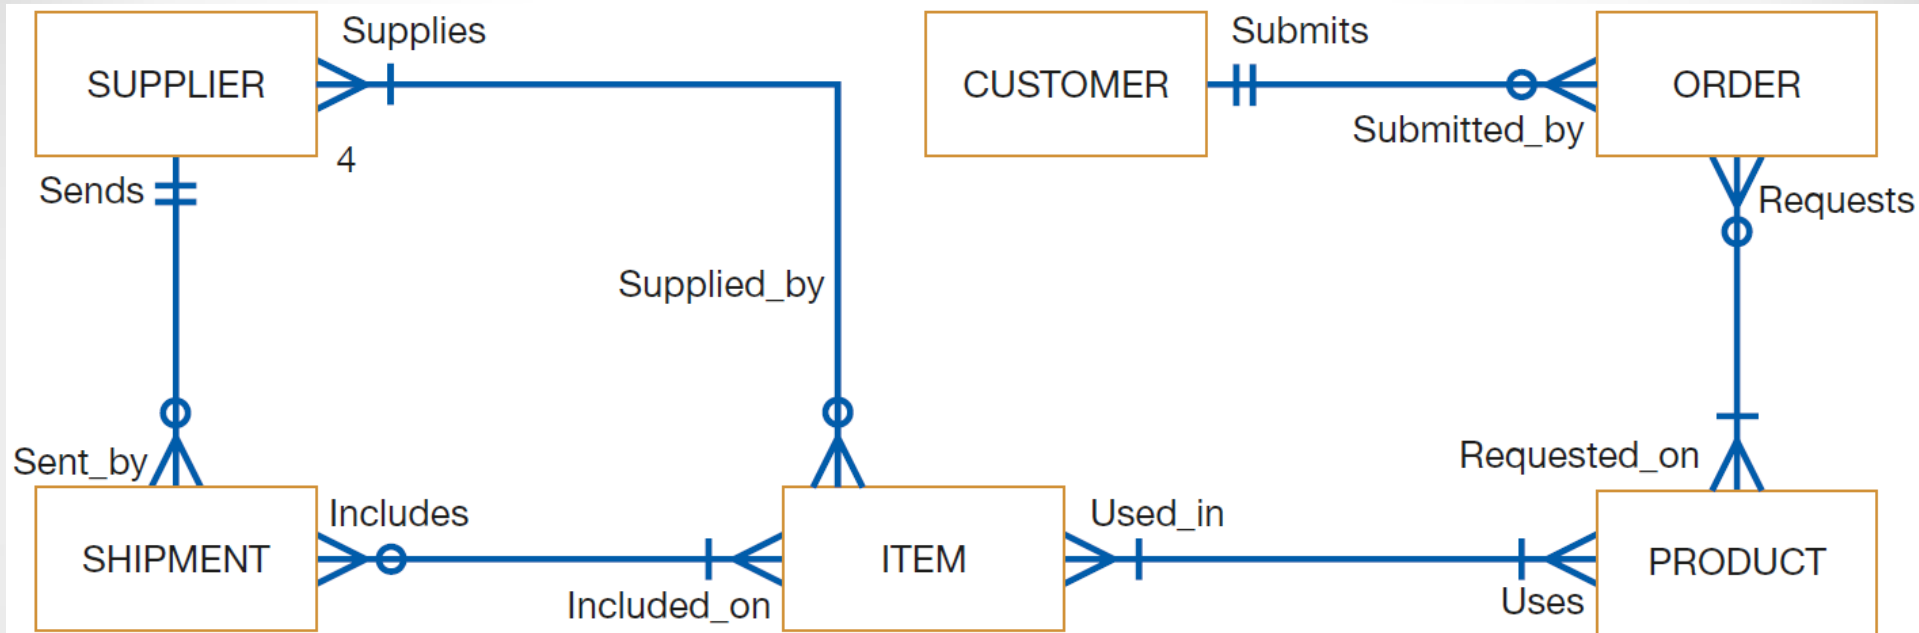 Supplies
Submits
SUPPLIER
CUSTOMER
ORDER
Submitted_by
4
Sends
Requests
Supplied_by
Requested_on
Sent_by
Includes
Used_in
SHIPMENT
ITEM
PRODUCT
Included_on
Uses